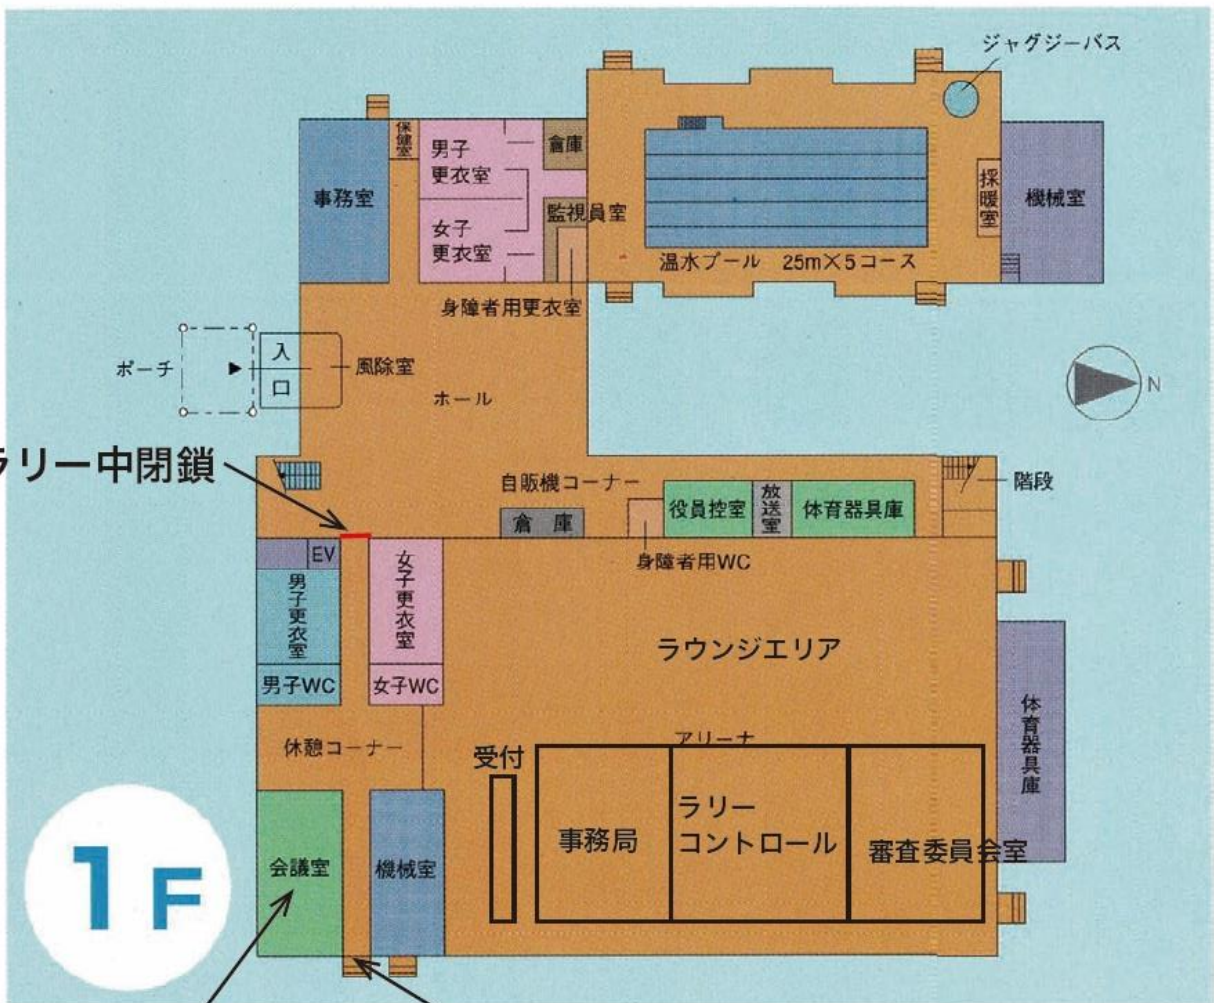 ジャグジーバス
保健室
男子
更衣室
倉庫
事務室
監視員室
女子
更衣室
採暖室
機械室
温水プール 25m×5コース
身障者用更衣室
ポーチ
入口
風除室
ホール
N
ラリー中閉鎖
自販機コーナー
階段
役員控室
放送室
体育器具庫
倉 庫
身障者用WC
EV
男子更衣室
女子更衣室
ラウンジエリア
男子WC
女子WC
休憩コーナー
アリーナ
体育器具庫
受付
事務局
ラリー
コントロール
審査委員会室
会議室
機械室
1F